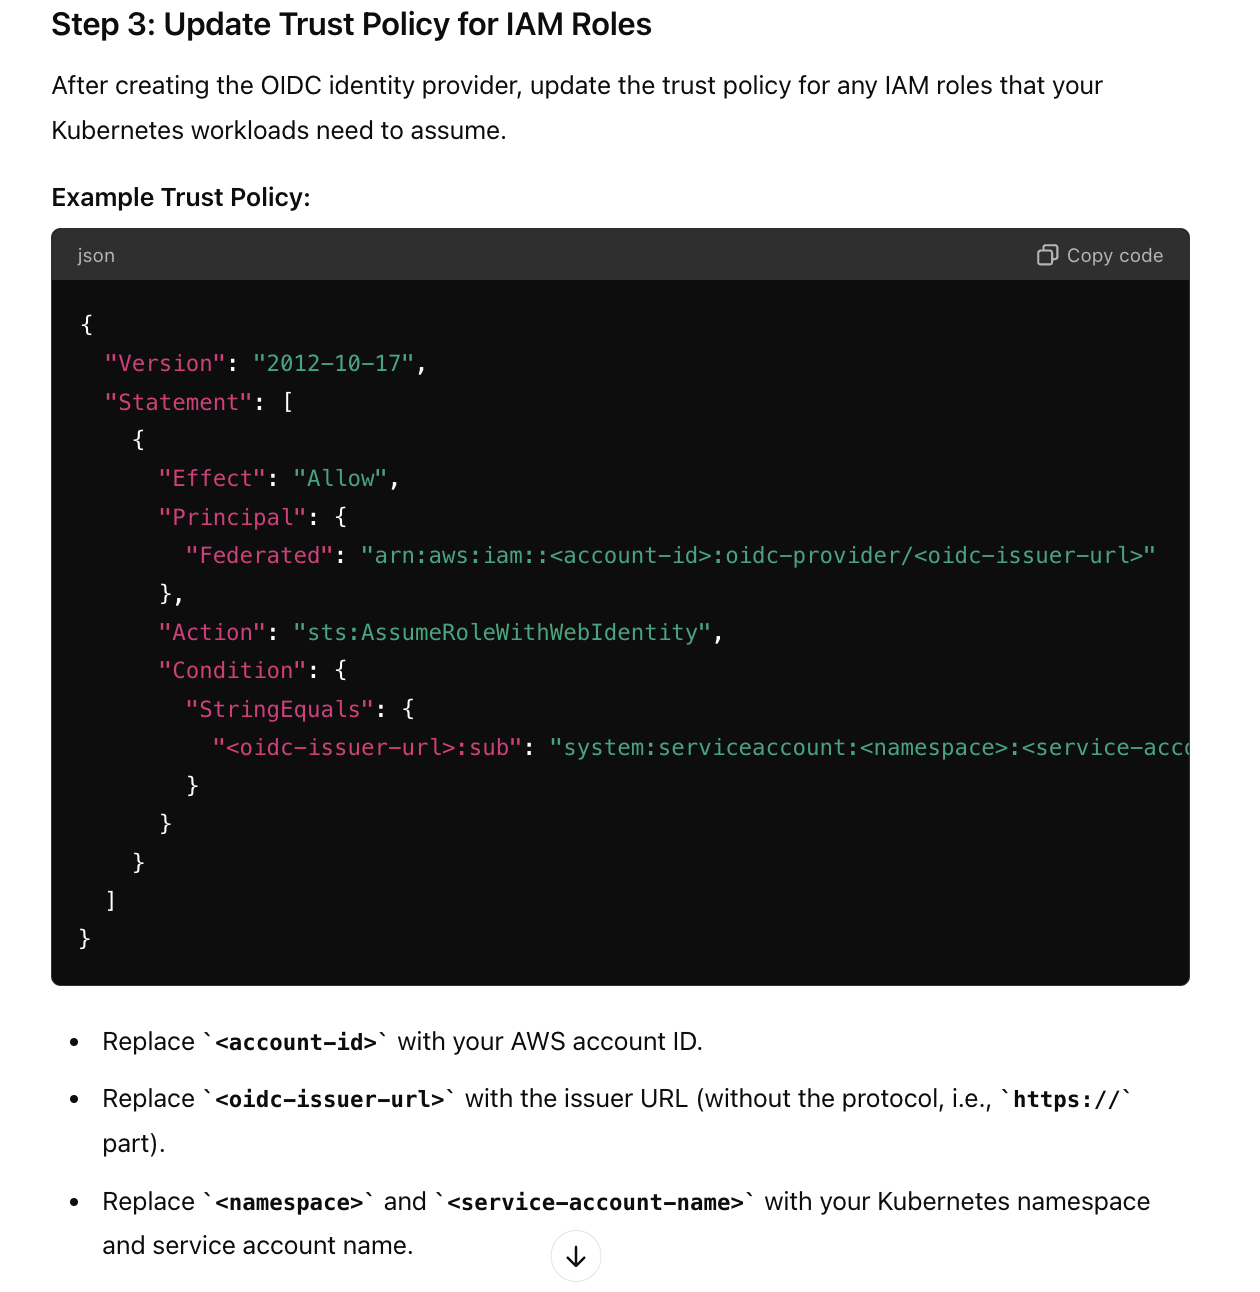 Step 3: Update Trust Policy for IAM Roles
After creating the OIDC identity provider, update the trust policy for any IAM roles that your
Kubernetes workloads need to assume.
Example Trust Policy:
json
Copy code
{
  "Version": "2012-10-17",
  "Statement": [
    {
      "Effect": "Allow",
      "Principal": {
        "Federated": "arn:aws:iam::<account-id>:oidc-provider/<oidc-issuer-url>"
      },
      "Action": "sts:AssumeRoleWithWebIdentity",
      "Condition": {
        "StringEquals": {
          "<oidc-issuer-url>:sub": "system:serviceaccount:<namespace>:<service-acc
        }
      }
    }
  ]
}
• Replace `<account-id>` with your AWS account ID.
• Replace `<oidc-issuer-url>` with the issuer URL (without the protocol, i.e., `https://`
part).
• Replace `<namespace>` and `<service-account-name>` with your Kubernetes namespace
and service account name.